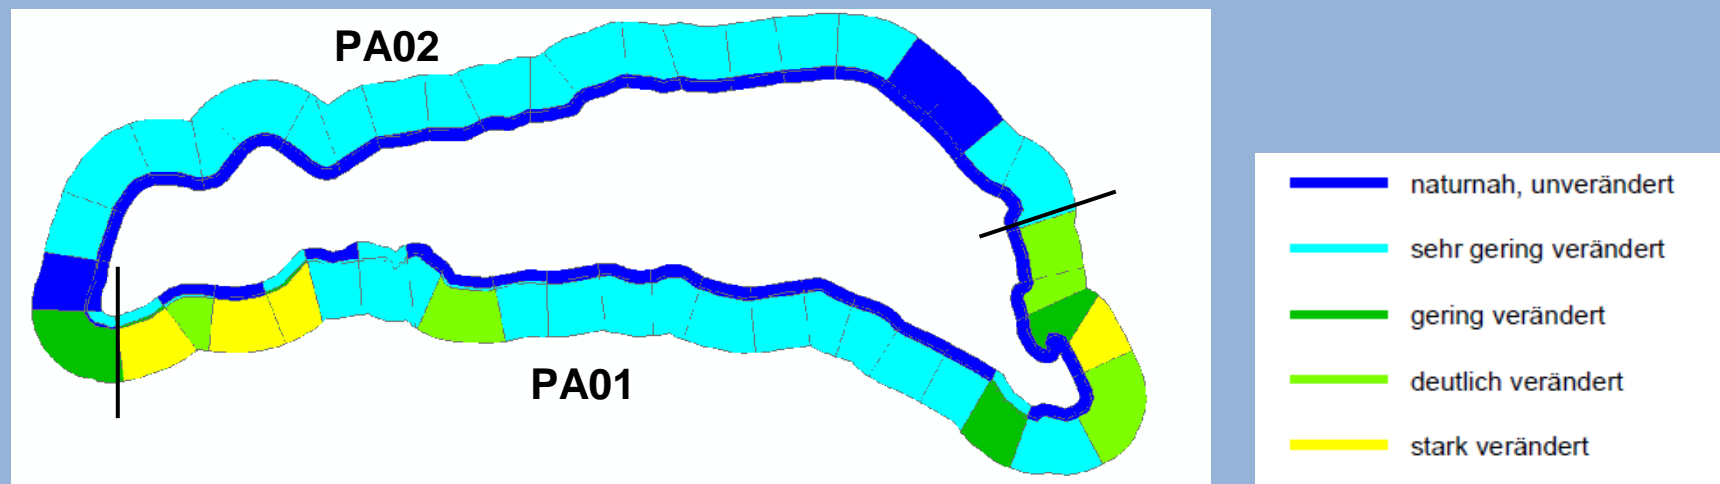 PA02
PA01
naturnah, unverändert
sehr gering verändert
gering verändert
deutlich verändert
stark verändert